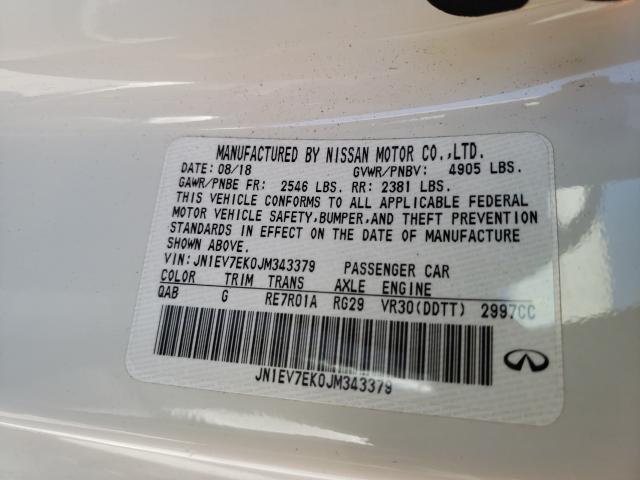 MANUFACTURED BY NISSAN MOTOR CO.,LTD.
DATE: 08/18 GVWR/PNBV: 4905 LBS.
GAWR/PNBE FR: 2546 LBS. RR: 2381 LBS.
THIS VEHICLE CONFORMS TO ALL APPLICABLE FEDERAL
MOTOR VEHICLE SAFETY,BUMPER,AND THEFT PREVENTION
STANDARDS IN EFFECT ON THE DATE OF MANUFACTURE
SHOWN ABOVE.
VIN: JN1EV7EK0JM343379 PASSENGER CAR
COLOR TRIM TRANS AXLE ENGINE
QAB G RE7R01A RG29 VR30(DDTT) 2997CC
JN1EV7EK0JM343379